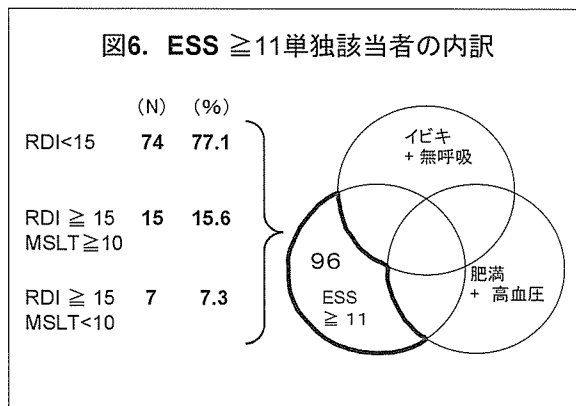 図6. ESS ≧11単独該当者の内訳
(N) (%)
RDI<15 74 77.1
RDI ≧ 15 15 15.6
MSLT≧10
RDI ≧ 15 7 7.3
MSLT<10
イビキ
+ 無呼吸
96
ESS
≧ 11
肥満
+ 高血圧